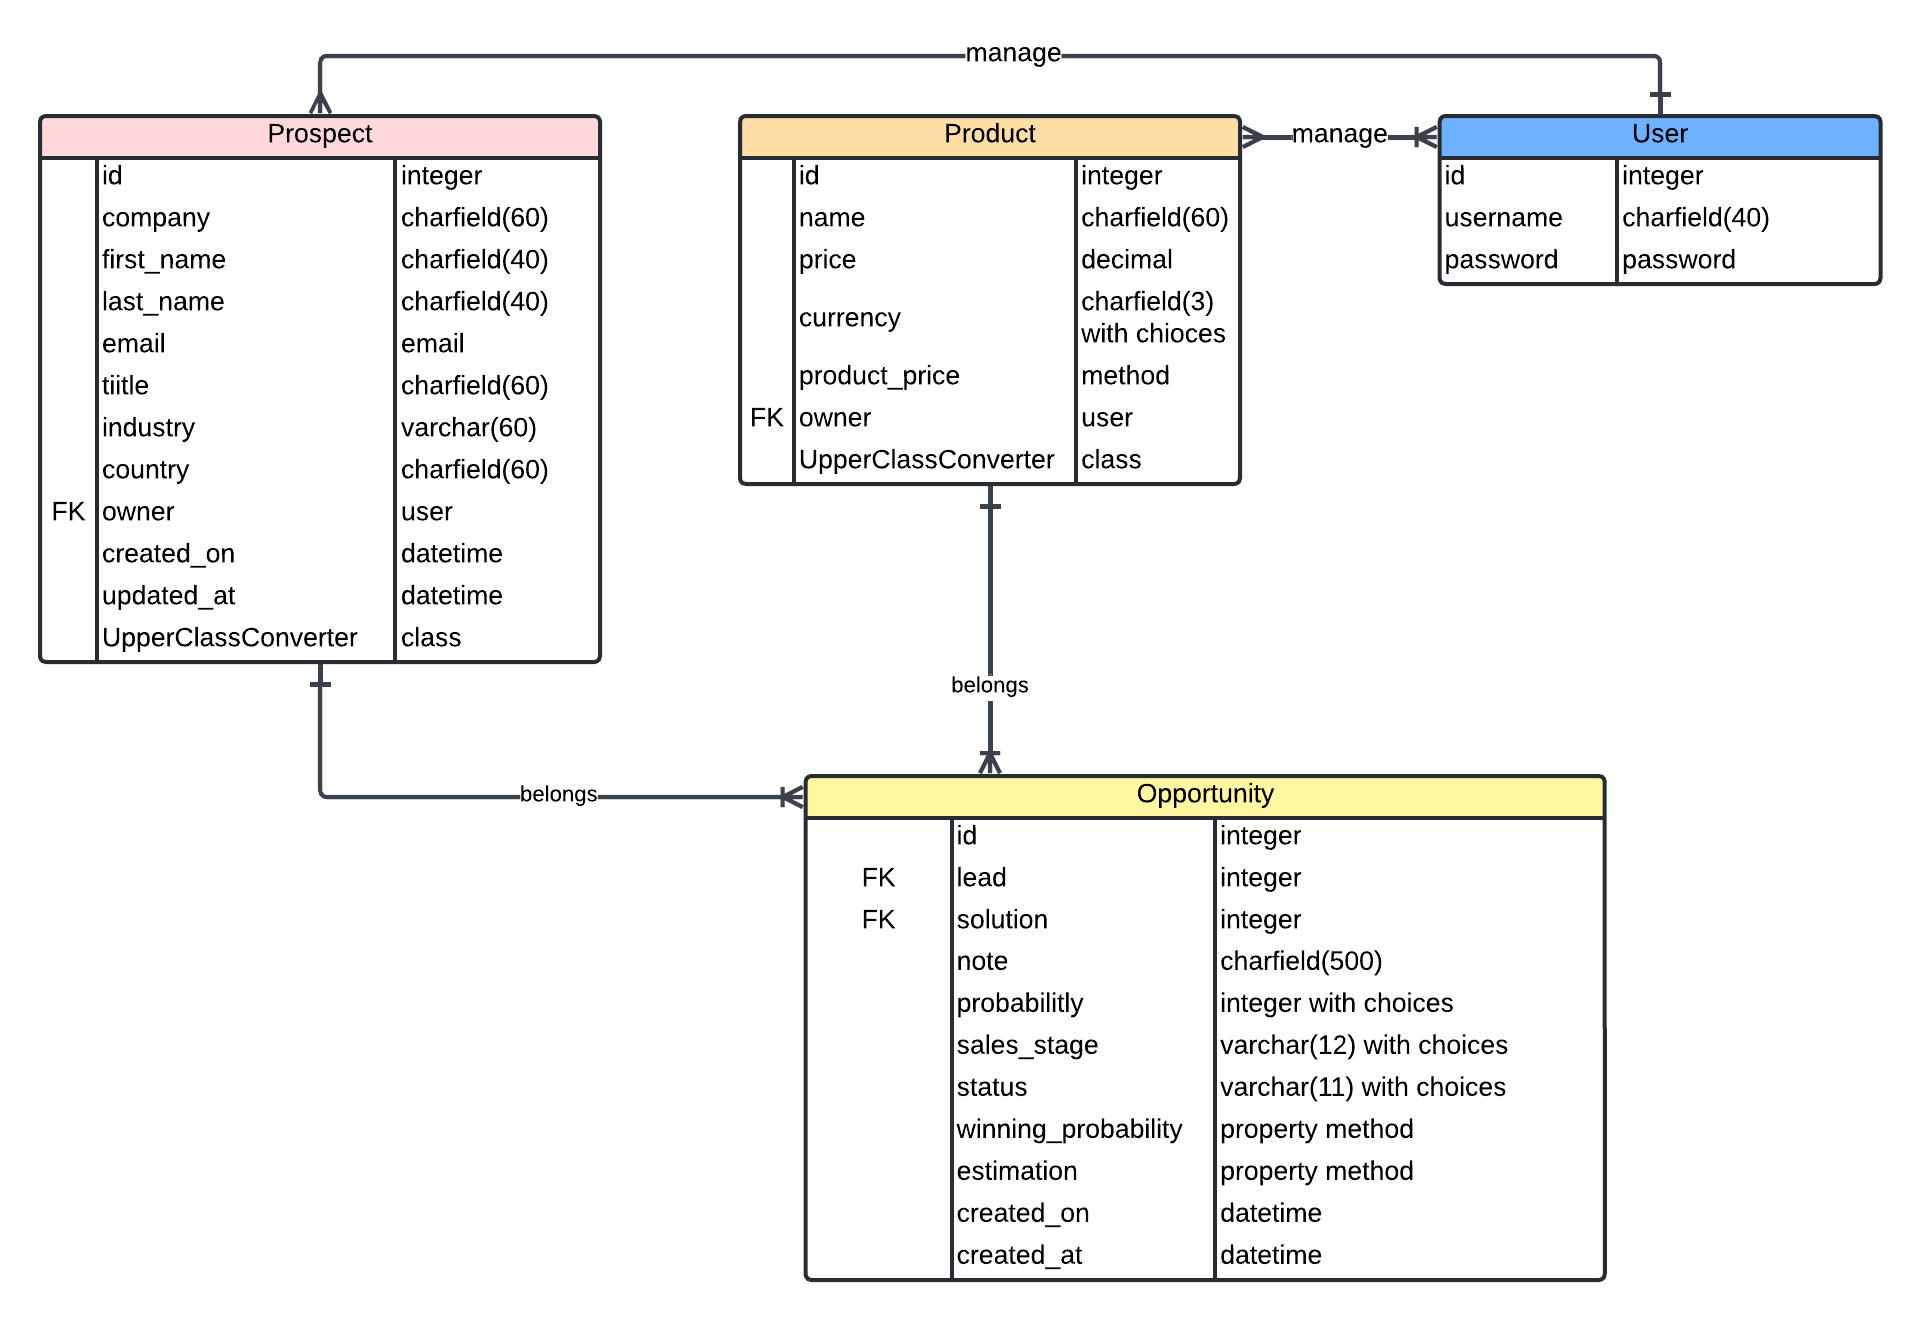 manage
Prospect
id integer
company charfield(60)
first_name charfield(40)
last_name charfield(40)
email email
tiitle charfield(60)
industry varchar(60)
country charfield(60)
FK owner user
created_on datetime
updated_at datetime
UpperClassConverter class
Product
id integer
name charfield(60)
price decimal
currency charfield(3)
with chioces
product_price method
FK owner user
UpperClassConverter class
manage
User
id integer
username charfield(40)
password password
belongs
belongs
Opportunity
id integer
FK lead integer
FK solution integer
note charfield(500)
probabilitly integer with choices
sales_stage varchar(12) with choices
status varchar(11) with choices
winning_probability property method
estimation property method
created_on datetime
created_at datetime